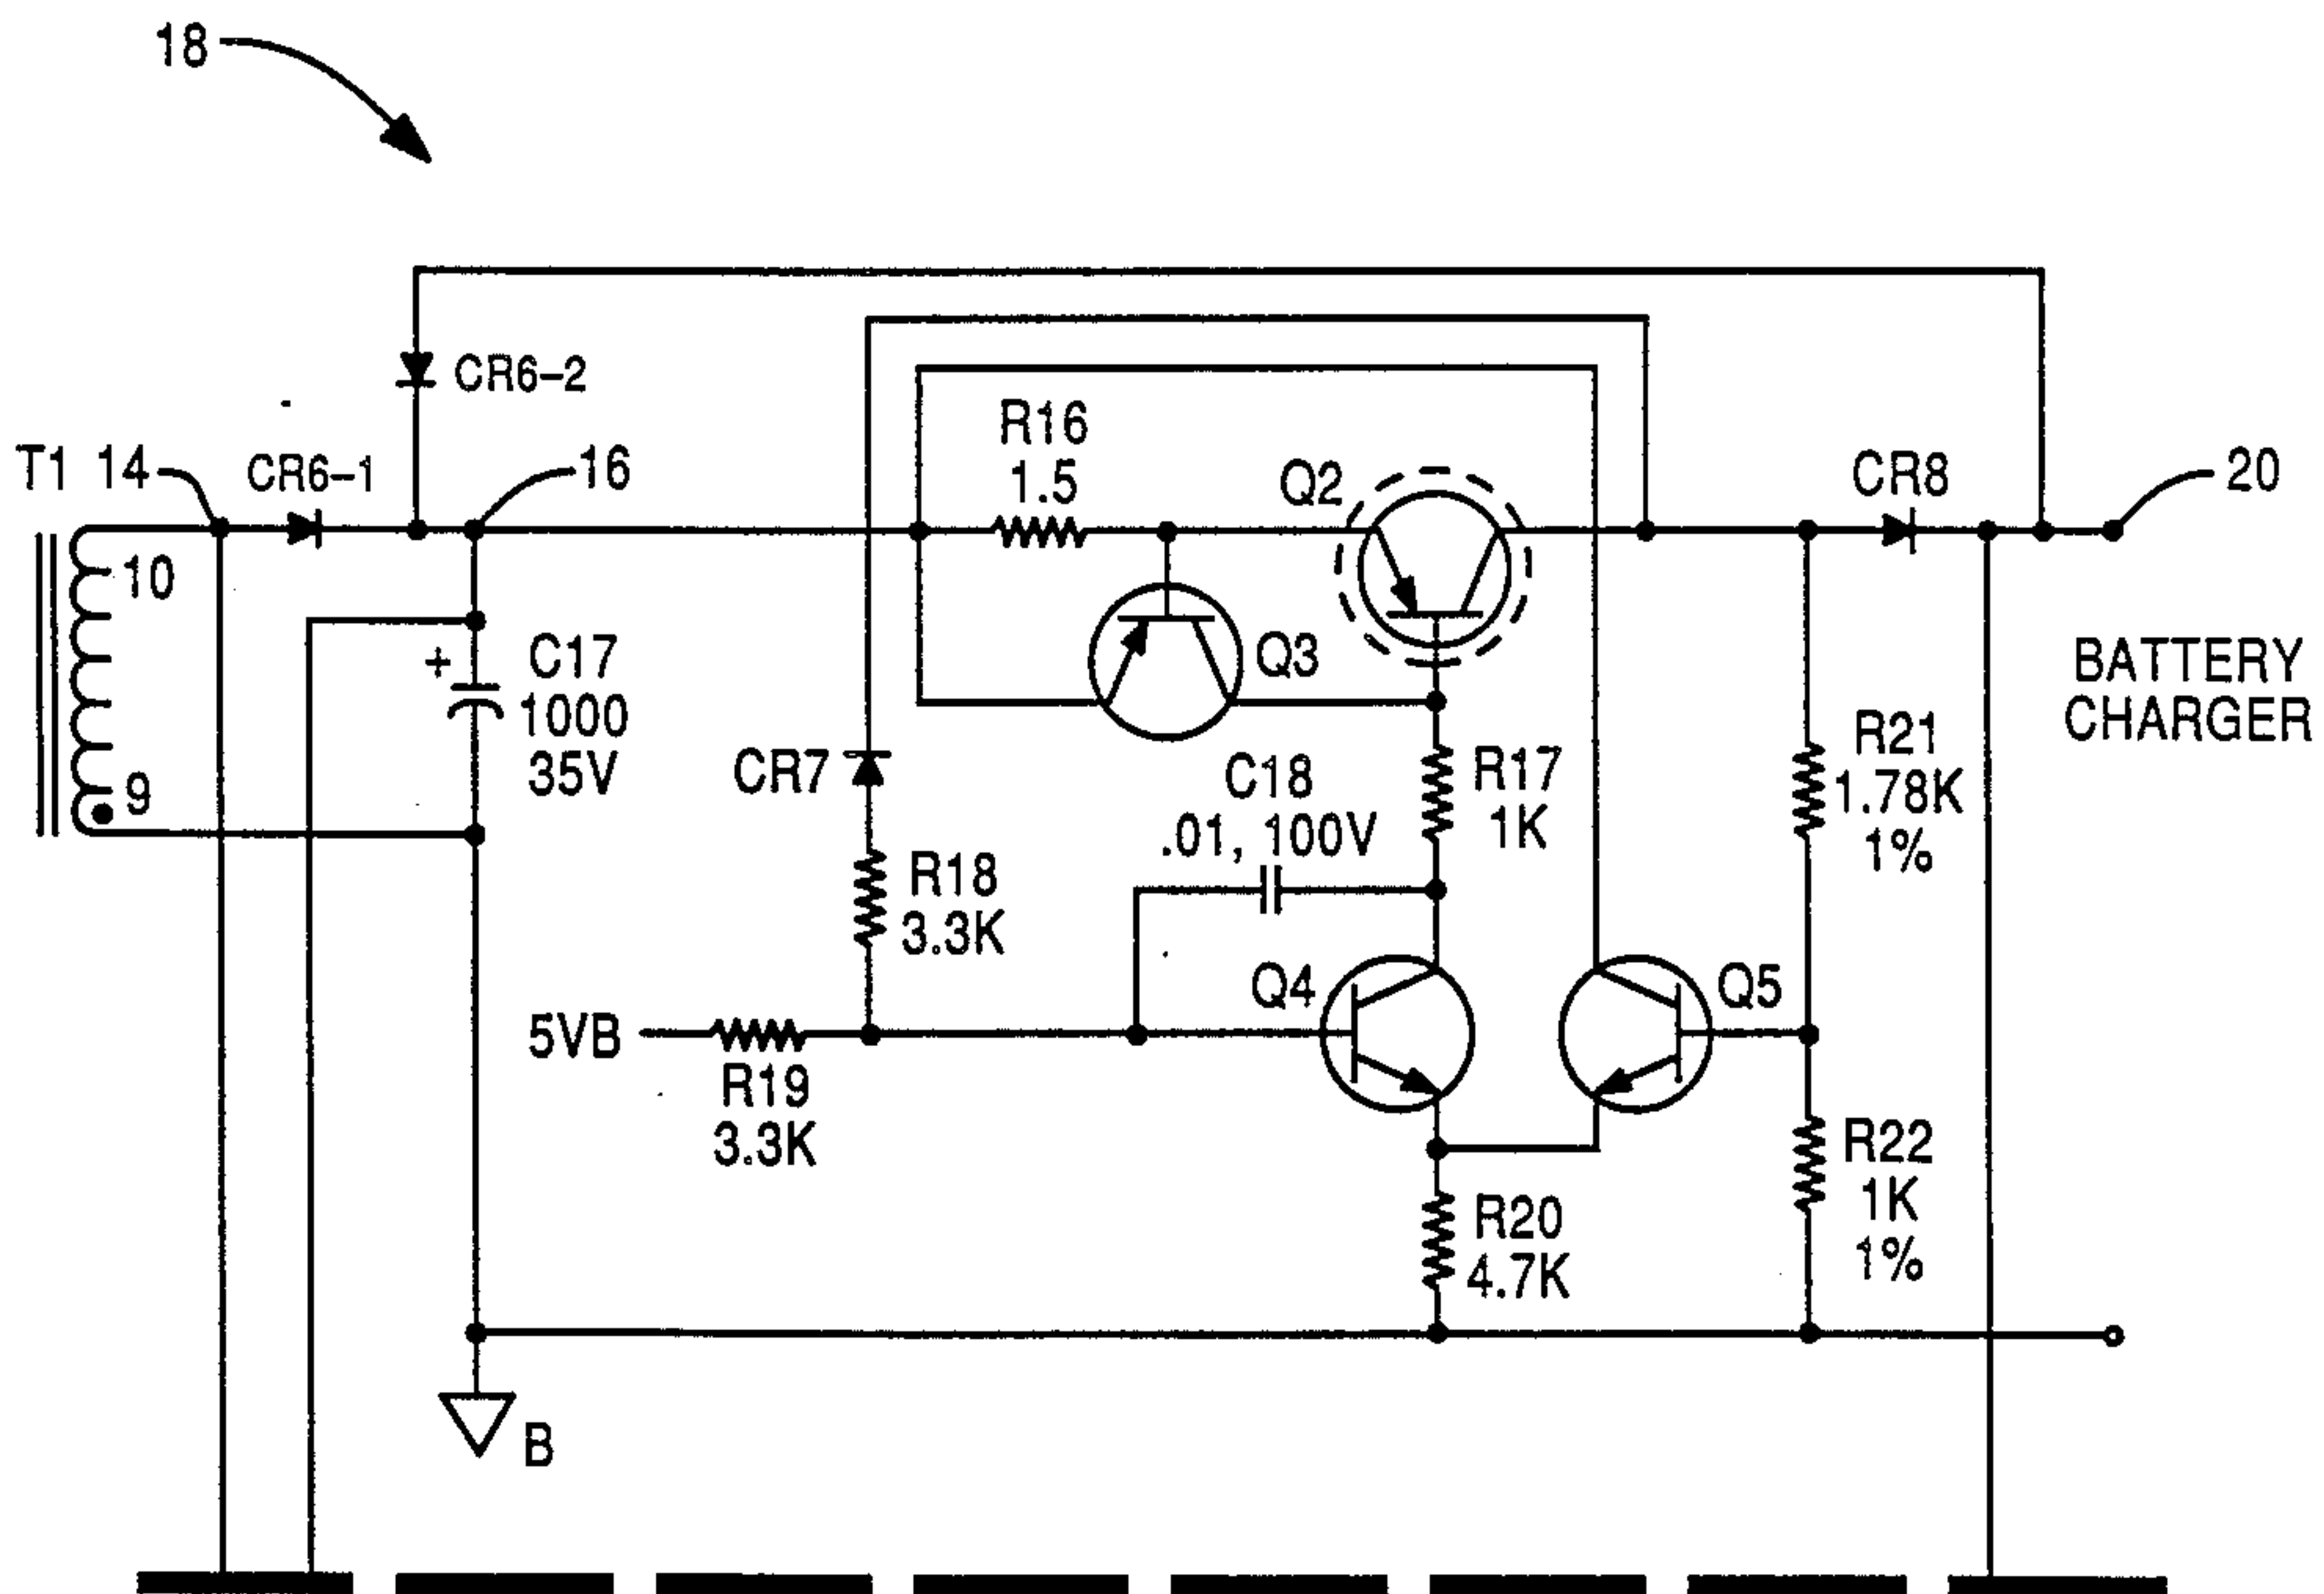 18
CR6-2
R16
1.5
Q2
CR8
20
T1 14
CR6-1
16
10
+
C17
1000
35V
Q3
BATTERY
CHARGER
R21
1.78K
1%
CR7
C18
.01, 100V
R17
1K
9
R18
3.3K
Q4
Q5
5VB
R19
3.3K
R22
1K
1%
R20
4.7K
B